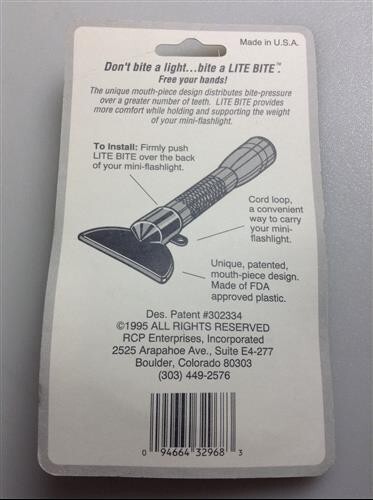 Made in U.S.A.
Don't bite a light...bite a LITE BITE™.
Free your hands!
The unique mouth-piece design distributes bite-pressure
over a greater number of teeth. LITE BITE provides
more comfort while holding and supporting the weight
of your mini-flashlight.
To Install: Firmly push
LITE BITE over the back
of your mini-flashlight.
Cord loop,
a convenient
way to carry
your mini-
flashlight.
Unique, patented,
mouth-piece design.
Made of FDA
approved plastic.
Des. Patent #302334
©1995 ALL RIGHTS RESERVED
RCP Enterprises, Incorporated
2525 Arapahoe Ave., Suite E4-277
Boulder, Colorado 80303
(303) 449-2576
0 94664 32968 3